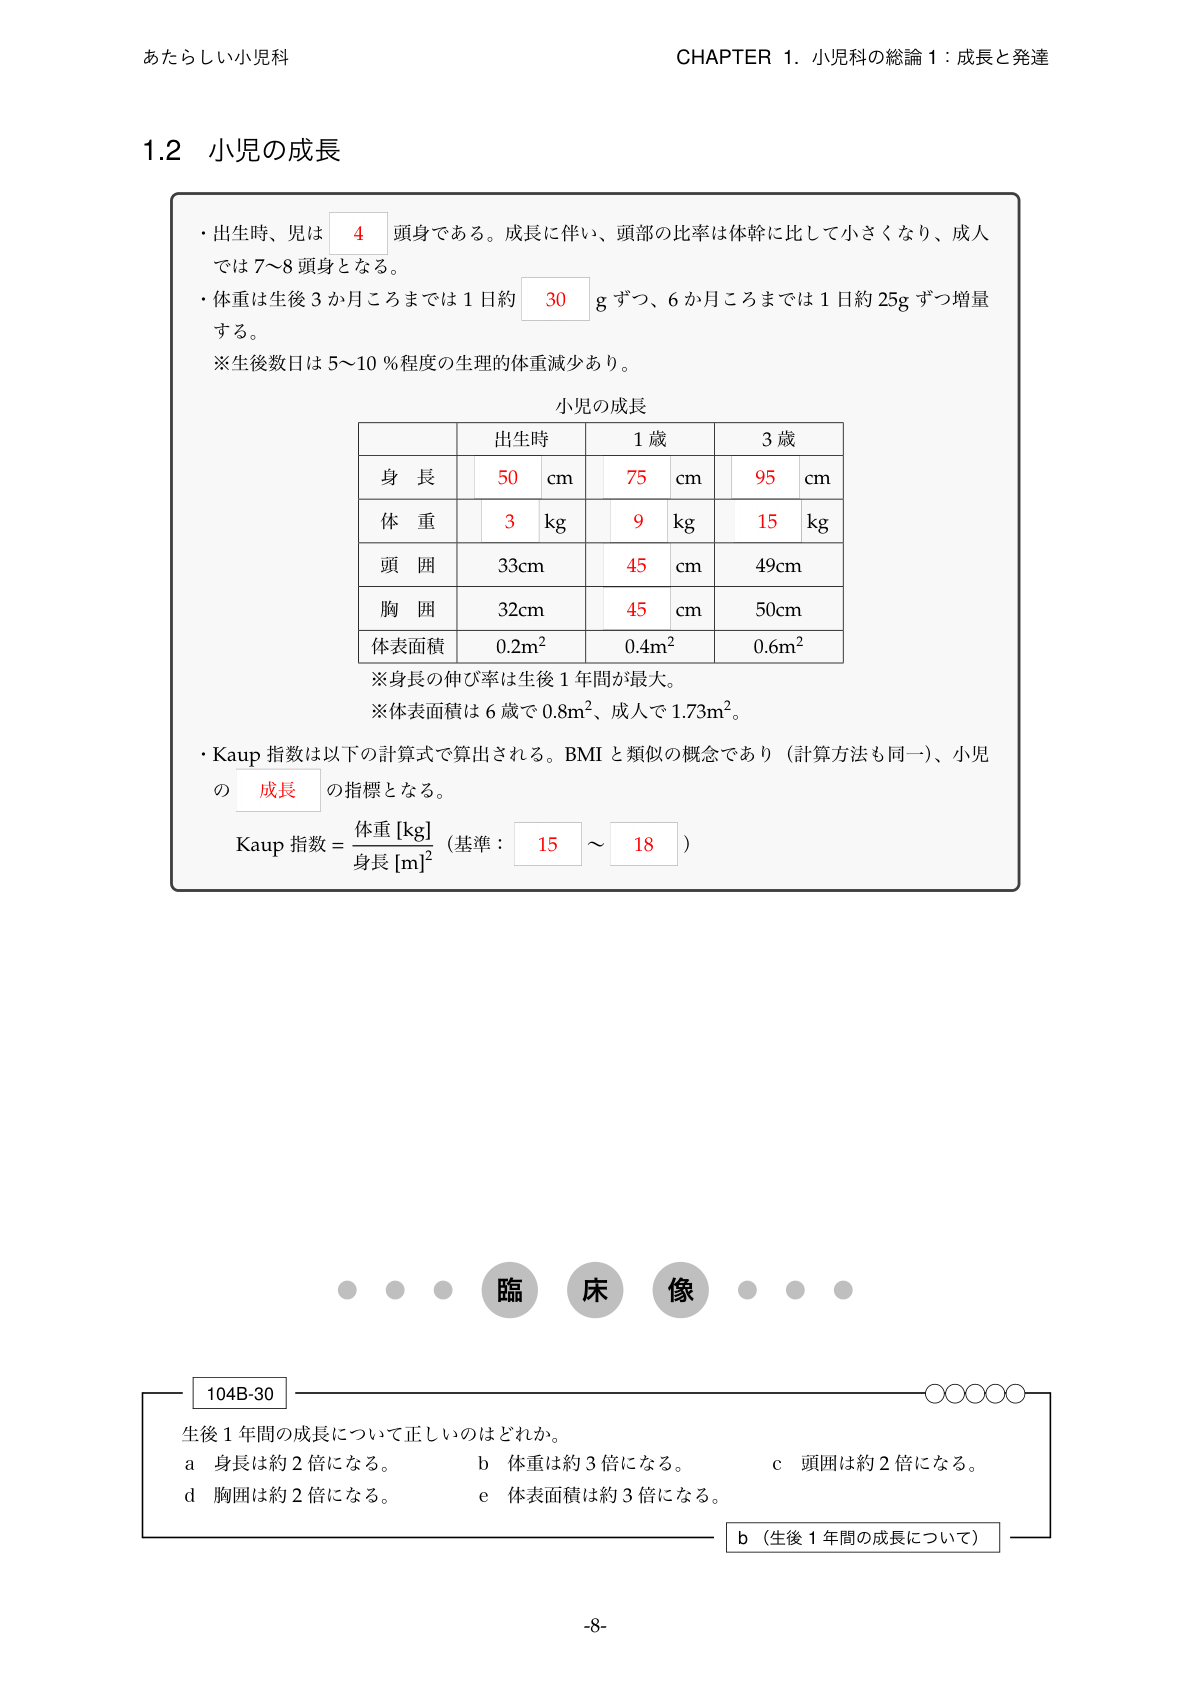 あたらしい小児科 CHAPTER 1. 小児科の総論 1：成長と発達
1.2 小児の成長
・出生時、児は 4 頭身である。成長に伴い、頭部の比率は体幹に比して小さくなり、成人
では 7〜8 頭身となる。
・体重は生後 3 か月ころまでは 1 日約 30 g ずつ、6 か月ころまでは 1 日約 25g ずつ増量
する。
※生後数日は 5〜10 %程度の生理的体重減少あり。
小児の成長
出生時 1 歳 3 歳
身 長 50 cm 75 cm 95 cm
体 重 3 kg 9 kg 15 kg
頭 囲 33cm 45 cm 49cm
胸 囲 32cm 45 cm 50cm
体表面積 0.2m² 0.4m² 0.6m²
※身長の伸び率は生後 1 年間が最大。
※体表面積は 6 歳で 0.8m²、成人で 1.73m²。
・Kaup 指数は以下の計算式で算出される。BMI と類似の概念であり（計算方法も同一）、小児
の 成長 の指標となる。
Kaup 指数 = 体重 [kg] / 身長 [m]²（基準： 15 〜 18 ）
臨 床 像
104B-30
生後 1 年間の成長について正しいのはどれか。
a 身長は約 2 倍になる。 b 体重は約 3 倍になる。 c 頭囲は約 2 倍になる。
d 胸囲は約 2 倍になる。 e 体表面積は約 3 倍になる。
b （生後 1 年間の成長について）
-8-